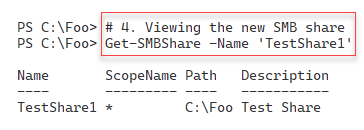 PS C:\Foo> # 4. Viewing the new SMB share
PS C:\Foo> Get-SMBShare -Name 'TestShare1'
Name       ScopeName Path   Description
----       --------- ----   -----------
TestShare1 *         C:\Foo Test Share